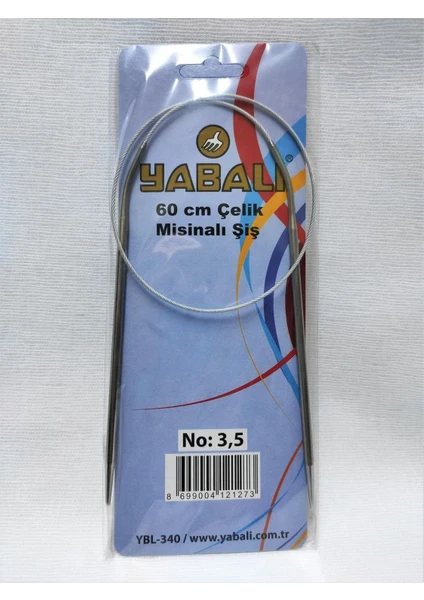 YABALI®
60 cm Çelik
Misinalı Şiş
No: 3,5
8 699004 121273
YBL-340 / www.yabali.com.tr